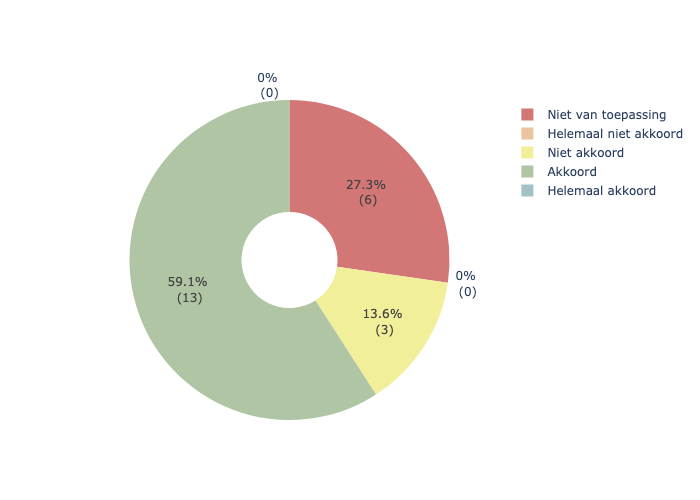 0%
(0)
27.3%
(6)
0%
(0)
13.6%
(3)
59.1%
(13)
Niet van toepassing
Helemaal niet akkoord
Niet akkoord
Akkoord
Helemaal akkoord